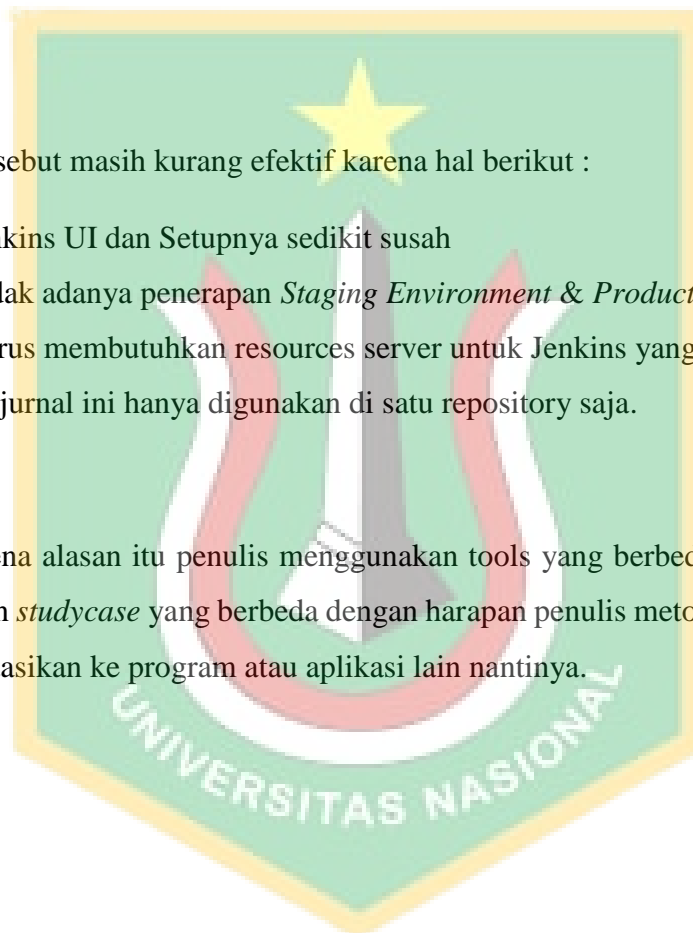 sebut masih kurang efektif karena hal berikut :
kins UI dan Setupnya sedikit susah
dak adanya penerapan Staging Environment & Product
rus membutuhkan resources server untuk Jenkins yang
jurnal ini hanya digunakan di satu repository saja.
na alasan itu penulis menggunakan tools yang berbed
n studycase yang berbeda dengan harapan penulis meto
asikan ke program atau aplikasi lain nantinya.
UNIVERSITAS NASIONAL